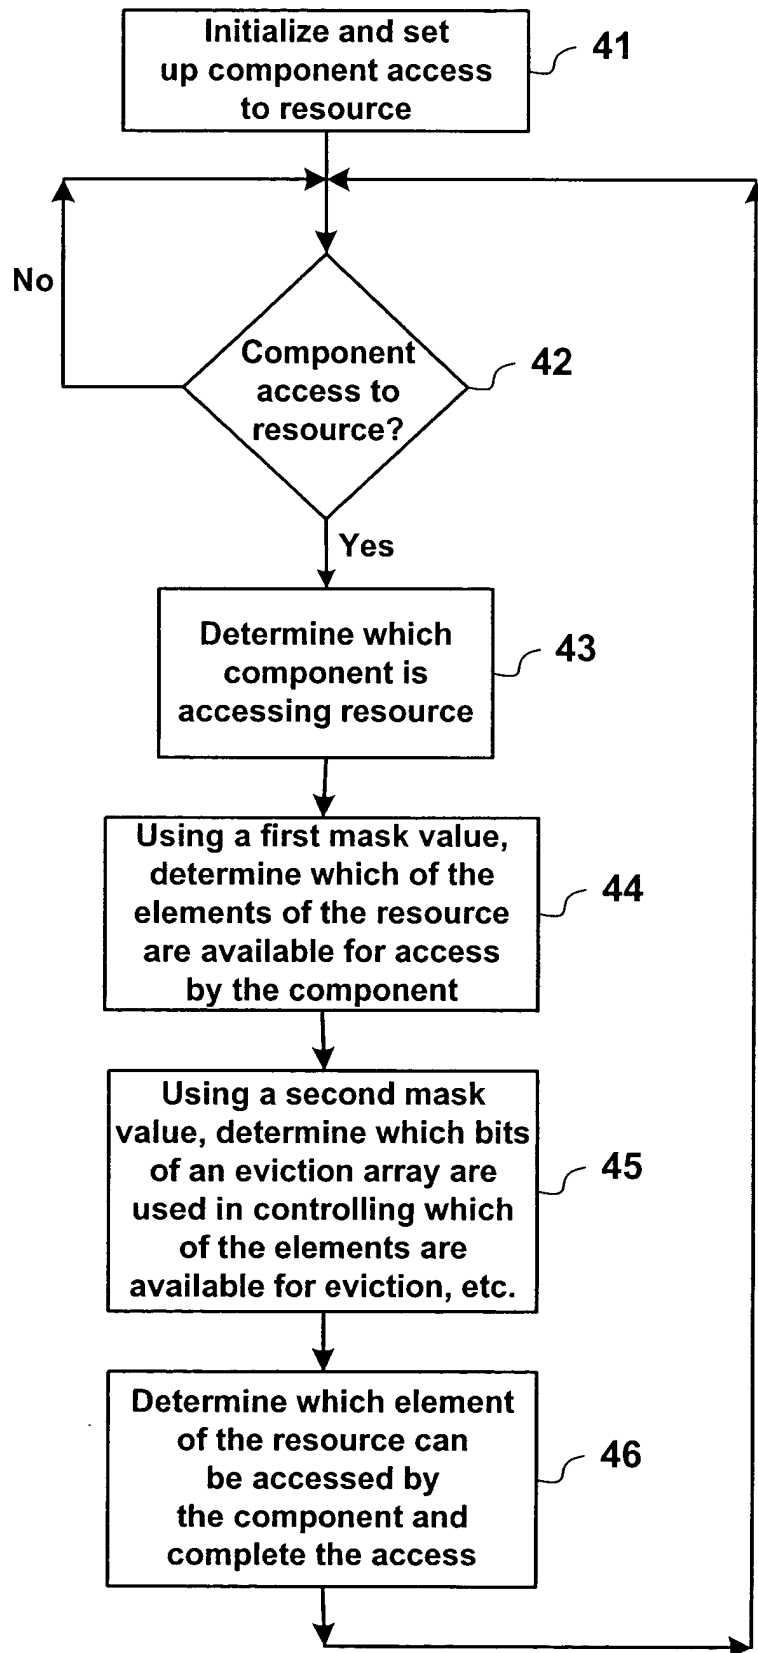 Initialize and set
up component access
to resource
41
No
Component
access to
resource?
42
Yes
Determine which
component is
accessing resource
43
Using a first mask value,
determine which of the
elements of the resource
are available for access
by the component
44
Using a second mask
value, determine which bits
of an eviction array are
used in controlling which
of the elements are
available for eviction, etc.
45
Determine which element
of the resource can
be accessed by
the component and
complete the access
46